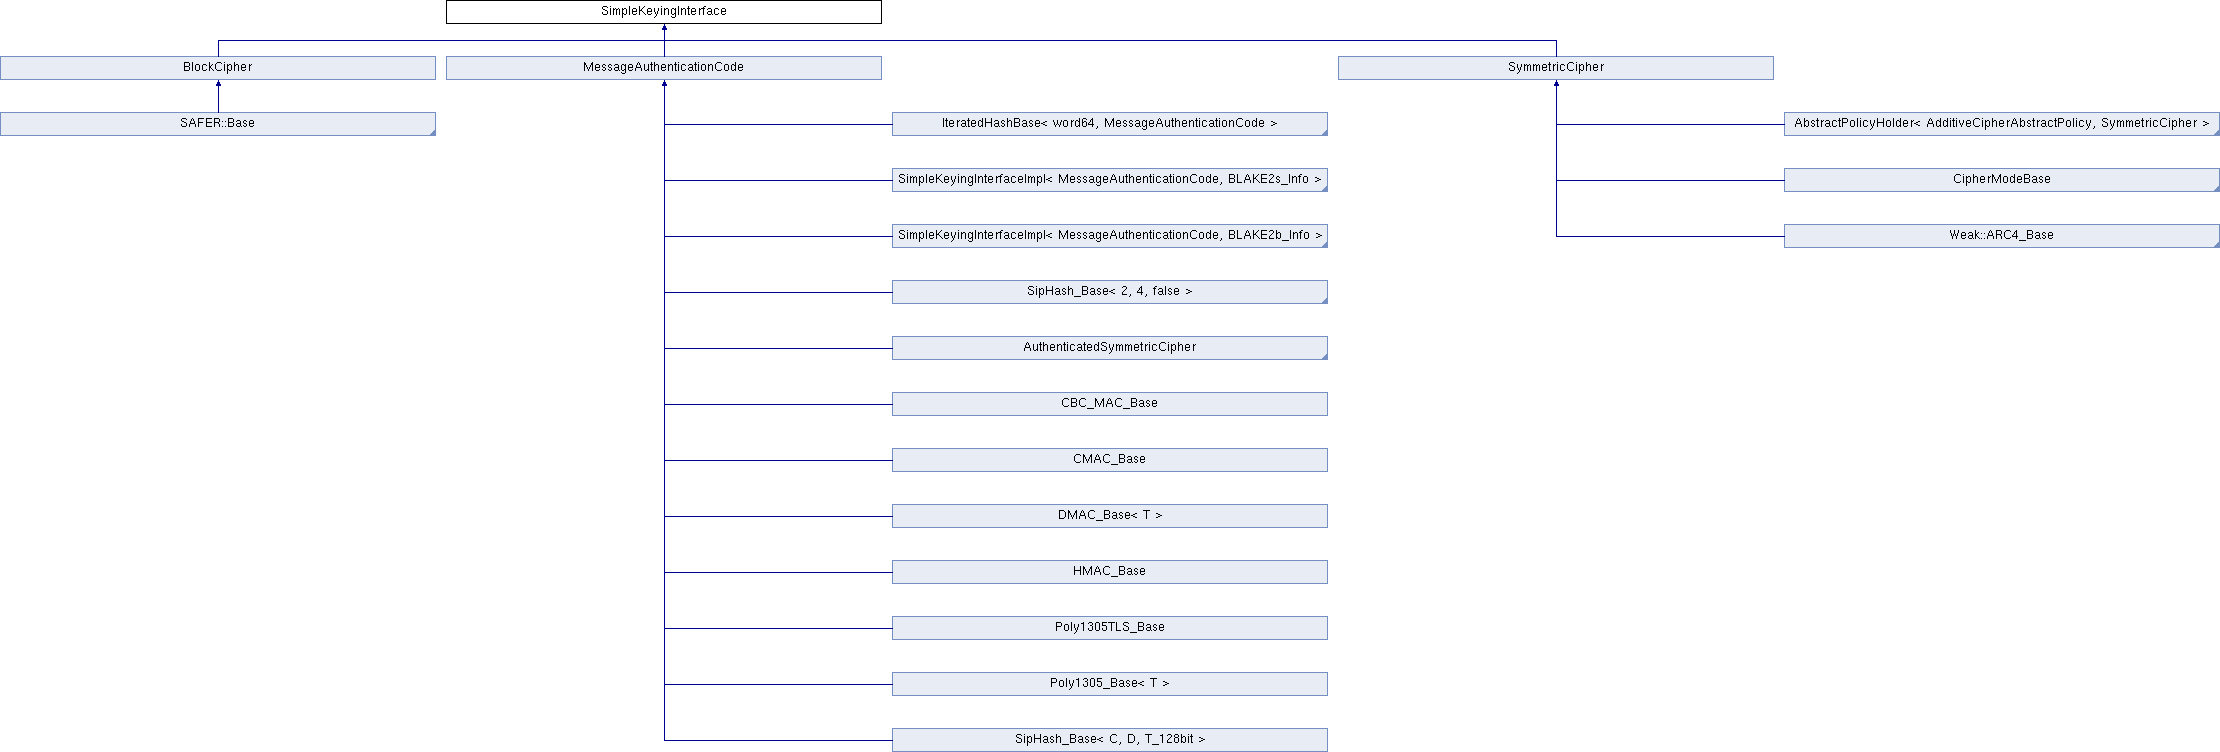 SimpleKeyingInterface
BlockCipher
MessageAuthenticationCode
SymmetricCipher
SAFER::Base
IteratedHashBase< word64, MessageAuthenticationCode >
AbstractPolicyHolder< AdditiveCipherAbstractPolicy, SymmetricCipher >
SimpleKeyingInterfaceImpl< MessageAuthenticationCode, BLAKE2s_Info >
CipherModeBase
SimpleKeyingInterfaceImpl< MessageAuthenticationCode, BLAKE2b_Info >
Weak::ARC4_Base
SipHash_Base< 2, 4, false >
AuthenticatedSymmetricCipher
CBC_MAC_Base
CMAC_Base
DMAC_Base< T >
HMAC_Base
Poly1305TLS_Base
Poly1305_Base< T >
SipHash_Base< C, D, T_128bit >